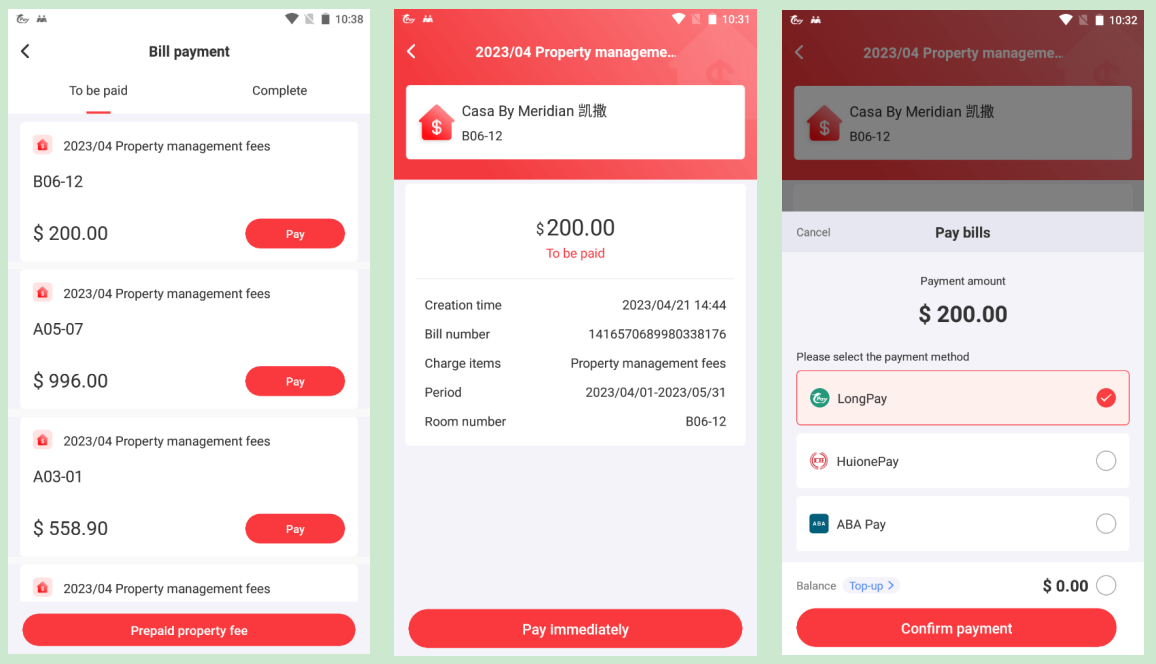 10:38
Bill payment
To be paid
Complete
2023/04 Property management fees
B06-12
$ 200.00
Pay
2023/04 Property management fees
A05-07
$ 996.00
Pay
2023/04 Property management fees
A03-01
$ 558.90
Pay
2023/04 Property management fees
Prepaid property fee
10:31
2023/04 Property manageme...
Casa By Meridian 凯撒
B06-12
$200.00
To be paid
Creation time 2023/04/21 14:44
Bill number 1416570689980338176
Charge items Property management fees
Period 2023/04/01-2023/05/31
Room number B06-12
Pay Immediately
10:32
2023/04 Property manageme...
Casa By Meridian 凯撒
B06-12
Cancel
Pay bills
Payment amount
$ 200.00
Please select the payment method
LongPay
HuionePay
ABA
ABA Pay
Balance Top-up > $ 0.00
Confirm payment